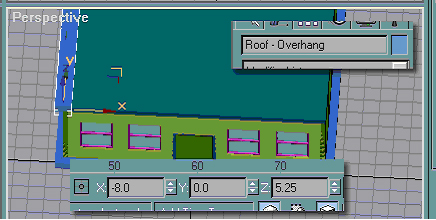 Perspective
Roof - Overhang
Y
X
50 60 70
X: -8.0 Y: 0.0 Z: 5.25